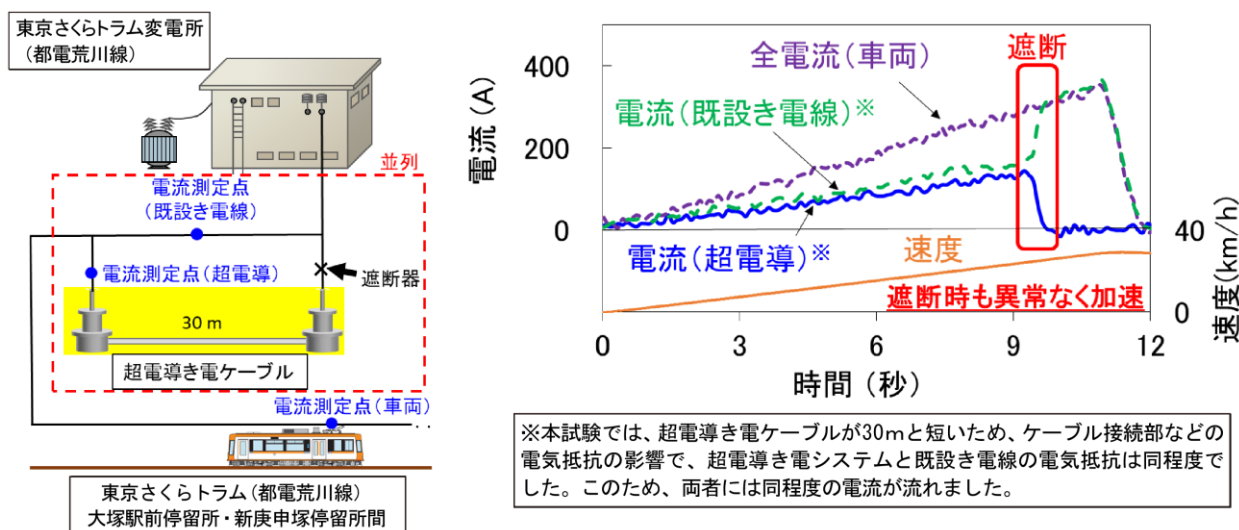 東京さくらトラム変電所
(都電荒川線)
並列
電流測定点
(既設き電線)
電流測定点(超電導)
遮断器
30 m
超電導き電ケーブル
電流測定点(車両)
東京さくらトラム(都電荒川線)
大塚駅前停留所・新庚申塚停留所間
電流(A)
400
200
0
全電流(車両)
遮断
電流(既設き電線)※
電流(超電導)※
速度
遮断時も異常なく加速
40
0
速度(km/h)
0 3 6 9 12
時間(秒)
※本試験では、超電導き電ケーブルが30mと短いため、ケーブル接続部などの
電気抵抗の影響で、超電導き電システムと既設き電線の電気抵抗は同程度で
した。このため、両者には同程度の電流が流れました。